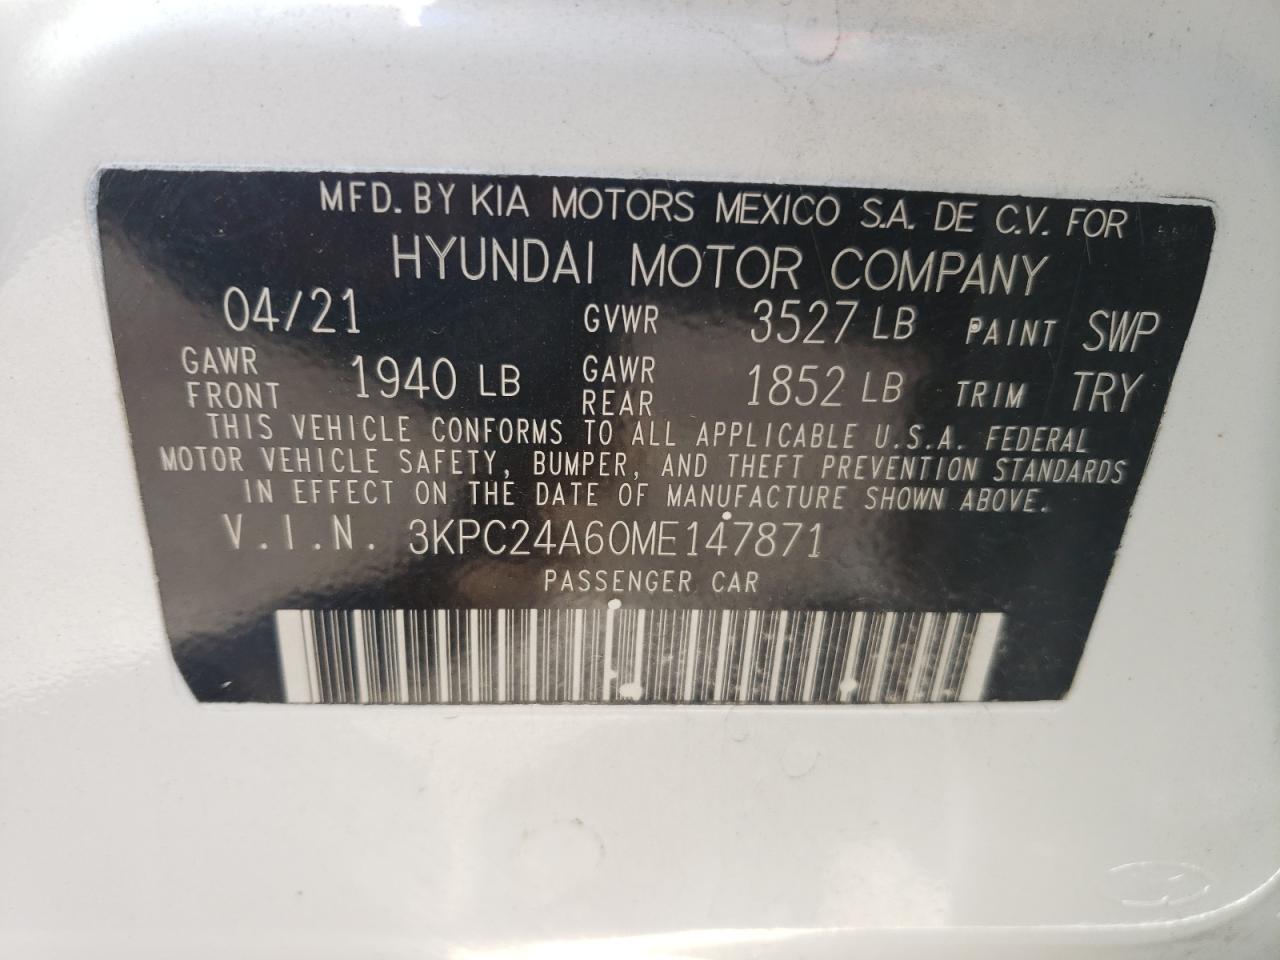 MFD. BY KIA MOTORS MEXICO S.A. DE C.V. FOR
HYUNDAI MOTOR COMPANY
04/21 GVWR 3527 LB PAINT SWP
GAWR FRONT 1940 LB GAWR REAR 1852 LB TRIM TRY
THIS VEHICLE CONFORMS TO ALL APPLICABLE U.S.A. FEDERAL
MOTOR VEHICLE SAFETY, BUMPER, AND THEFT PREVENTION STANDARDS
IN EFFECT ON THE DATE OF MANUFACTURE SHOWN ABOVE.
V.I.N. 3KPC24A60ME147871
PASSENGER CAR